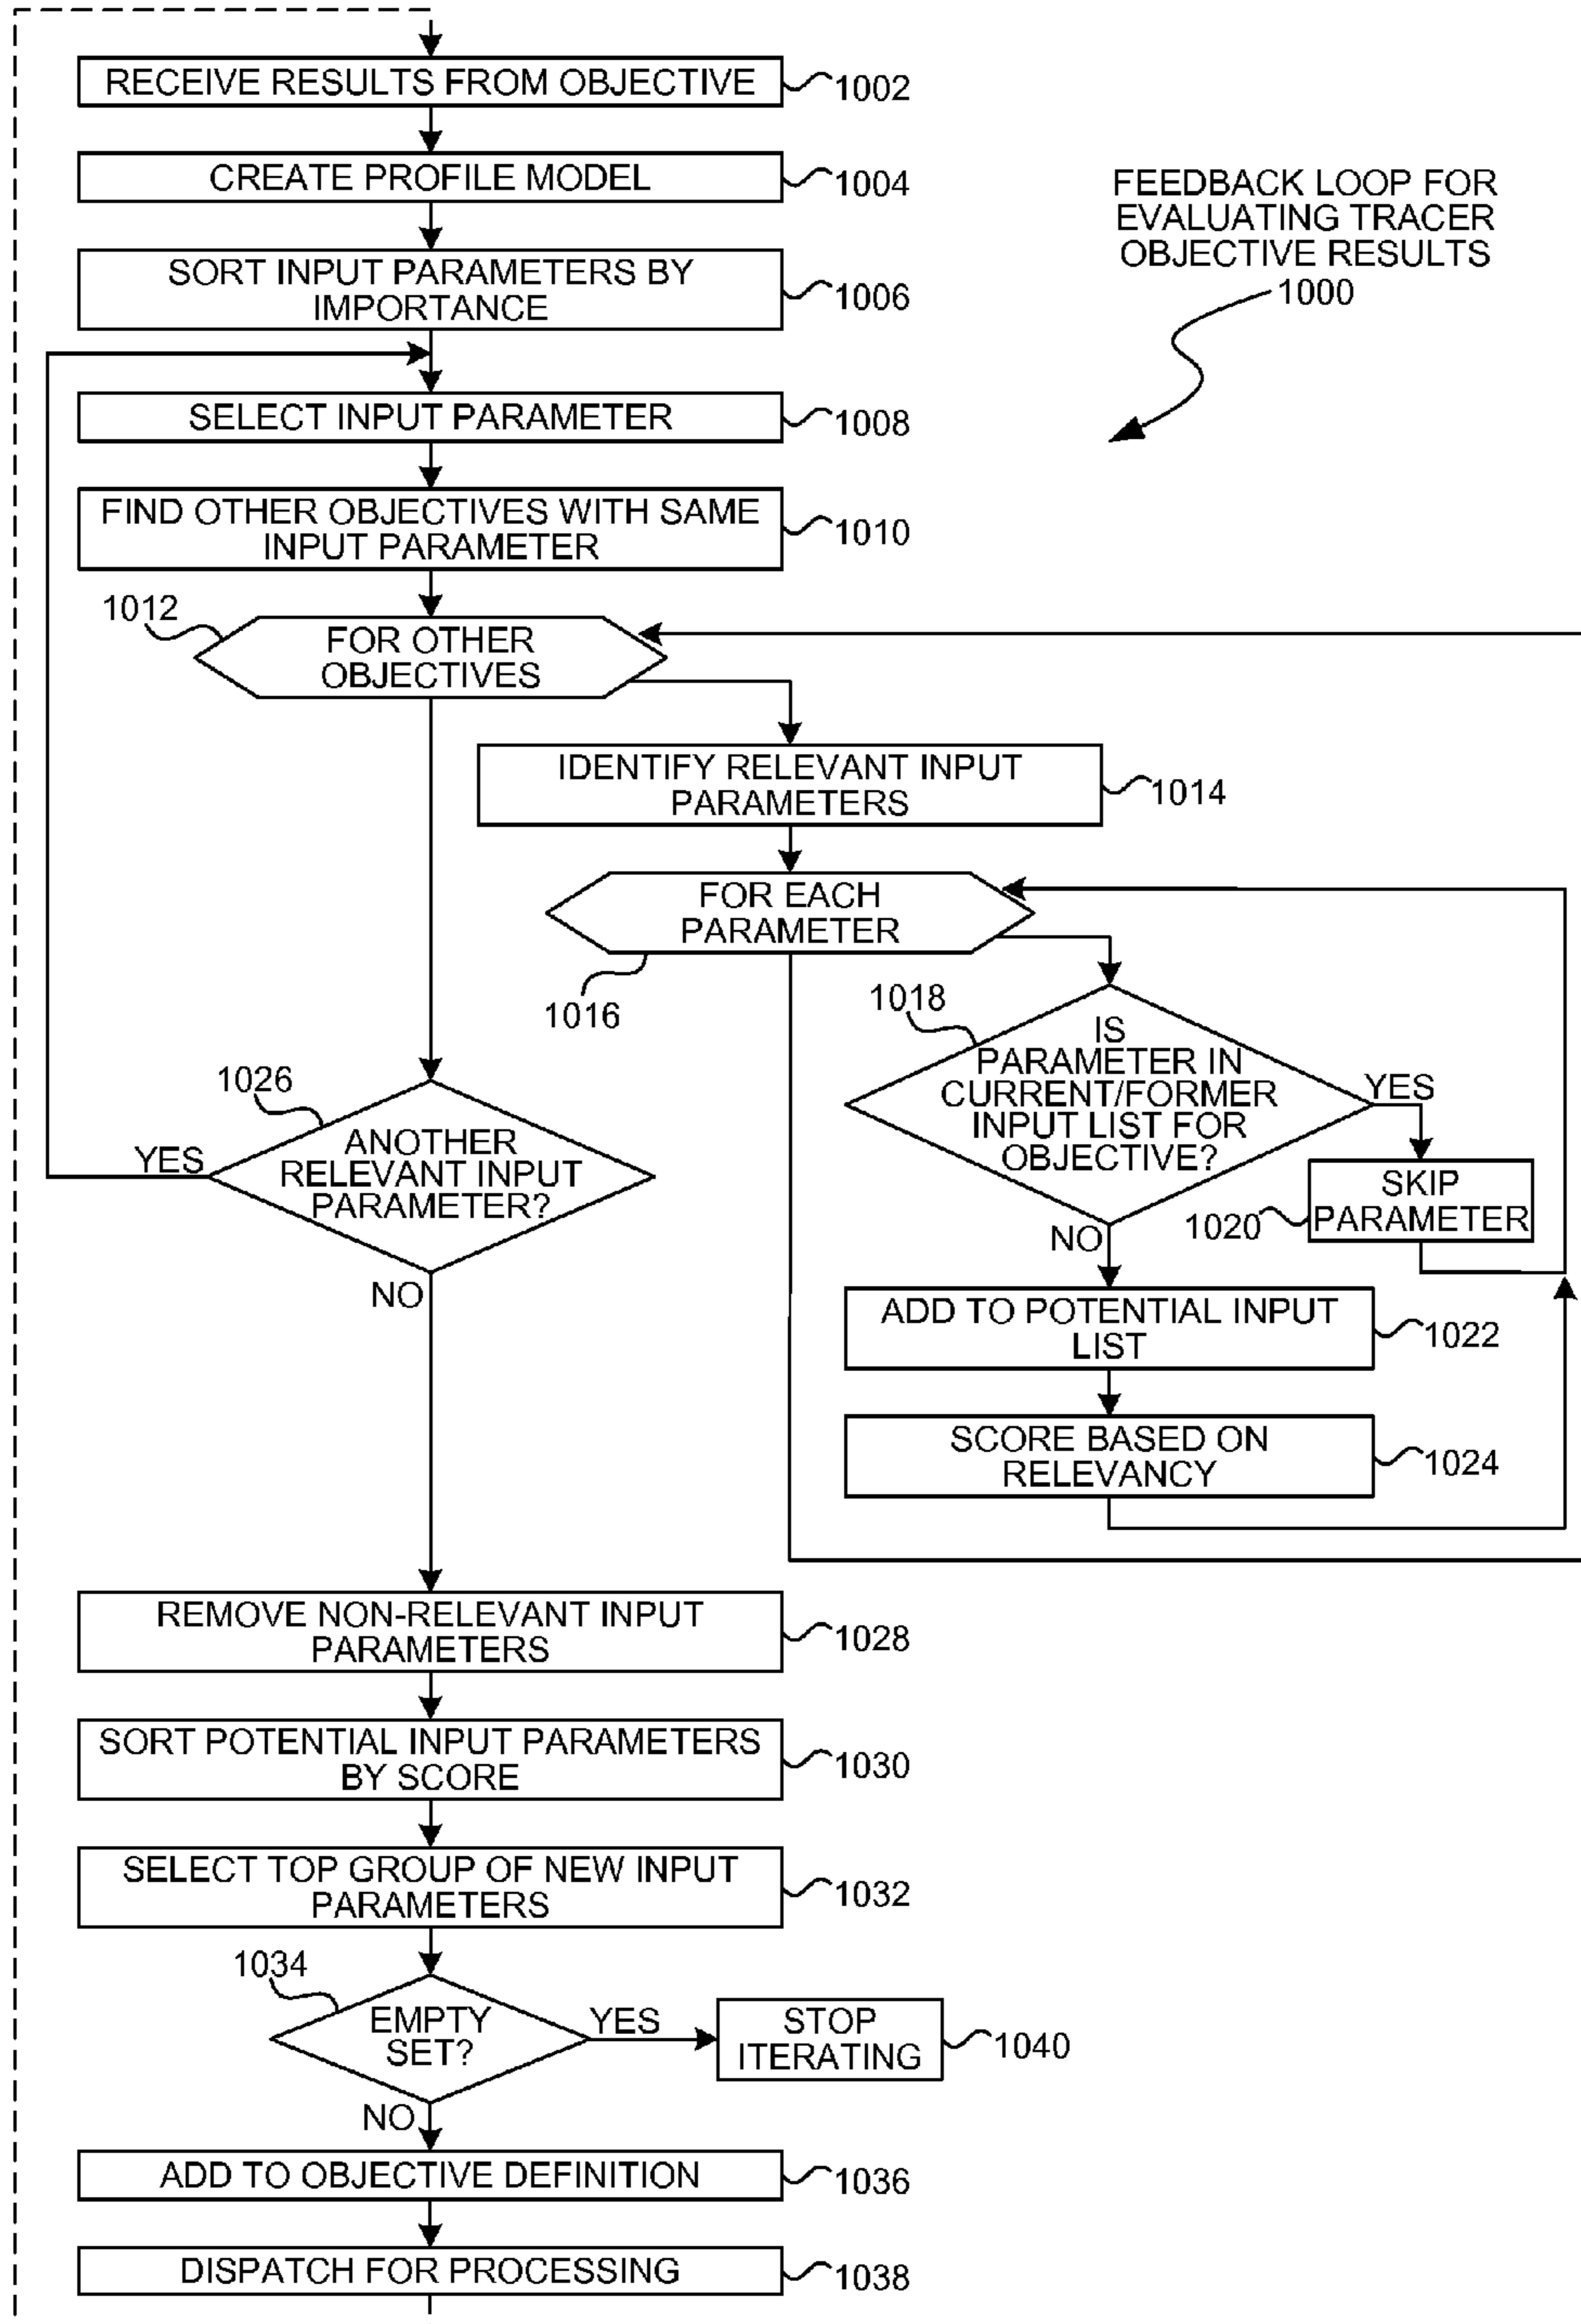 RECEIVE RESULTS FROM OBJECTIVE
1002
CREATE PROFILE MODEL
1004
FEEDBACK LOOP FOR
EVALUATING TRACER
OBJECTIVE RESULTS
1000
SORT INPUT PARAMETERS BY
IMPORTANCE
1006
SELECT INPUT PARAMETER
1008
FIND OTHER OBJECTIVES WITH SAME
INPUT PARAMETER
1010
1012
FOR OTHER
OBJECTIVES
IDENTIFY RELEVANT INPUT
PARAMETERS
1014
FOR EACH
PARAMETER
1016
1018
IS
PARAMETER IN
CURRENT/FORMER
INPUT LIST FOR
OBJECTIVE?
YES
SKIP
PARAMETER
1020
NO
ADD TO POTENTIAL INPUT
LIST
1022
SCORE BASED ON
RELEVANCY
1024
1026
ANOTHER
RELEVANT INPUT
PARAMETER?
YES
NO
REMOVE NON-RELEVANT INPUT
PARAMETERS
1028
SORT POTENTIAL INPUT PARAMETERS
BY SCORE
1030
SELECT TOP GROUP OF NEW INPUT
PARAMETERS
1032
1034
EMPTY
SET?
YES
STOP
ITERATING
1040
NO
ADD TO OBJECTIVE DEFINITION
1036
DISPATCH FOR PROCESSING
1038